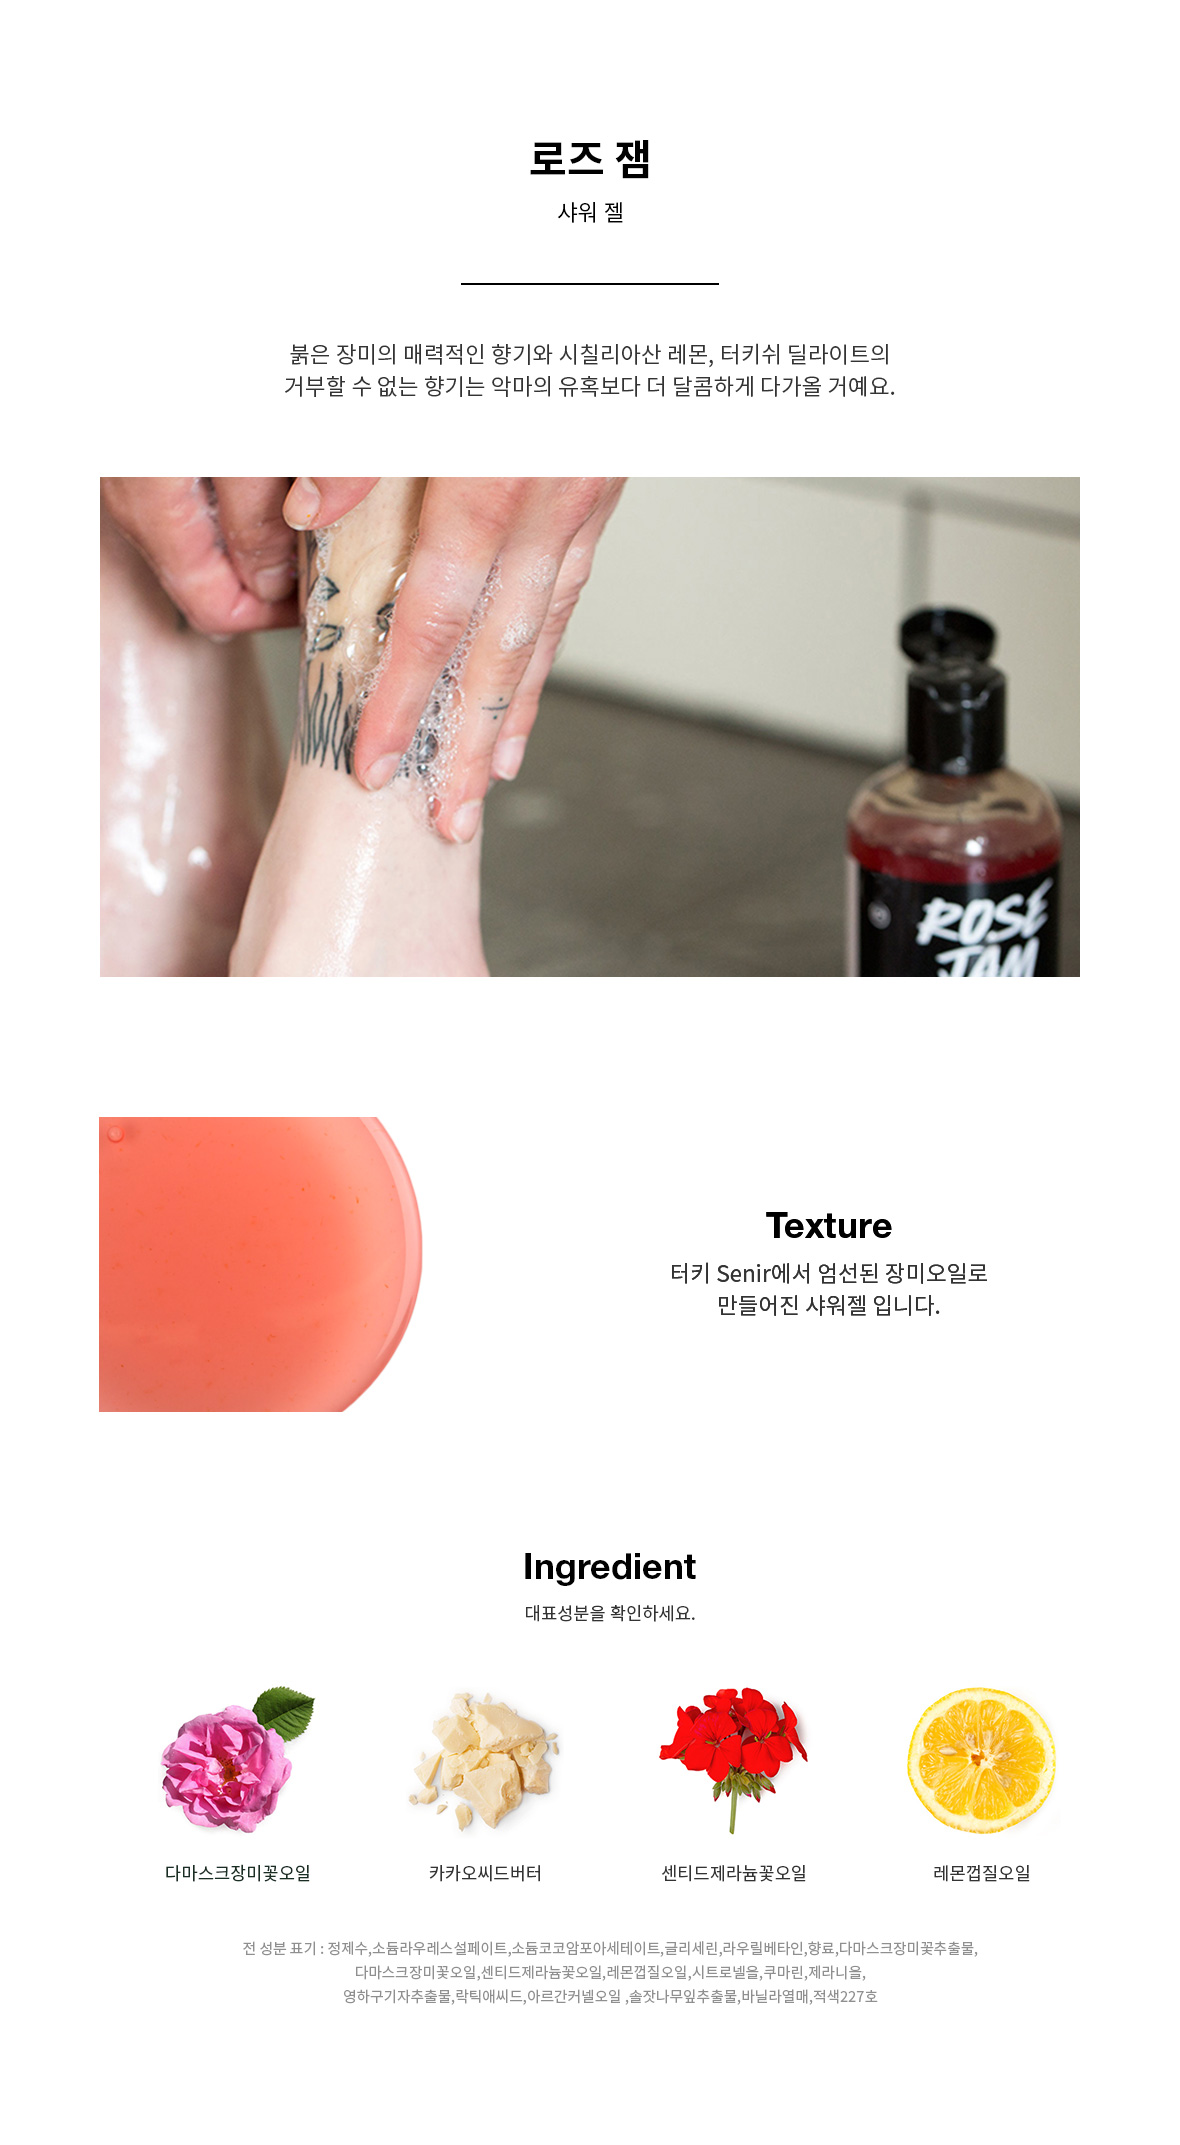 로즈 잼
샤워 젤
붉은 장미의 매력적인 향기와 시칠리아산 레몬, 터키쉬 딜라이트의
거부할 수 없는 향기는 악마의 유혹보다 더 달콤하게 다가올 거예요.
ROSE
JAM
Texture
터키 Senir에서 엄선된 장미오일로
만들어진 샤워젤 입니다.
Ingredient
대표성분을 확인하세요.
다마스크장미꽃오일
카카오씨드버터
센티드제라늄꽃오일
레몬껍질오일
전 성분 표기 : 정제수,소듐라우레스설페이트,소듐코코암포아세테이트,글리세린,라우릴베타인,향료,다마스크장미꽃추출물,
다마스크장미꽃오일,센티드제라늄꽃오일,레몬껍질오일,시트로넬올,쿠마린,제라니올,
영하구기자추출물,락틱애씨드,아르간커넬오일 ,솔잣나무잎추출물,바닐라열매,적색227호